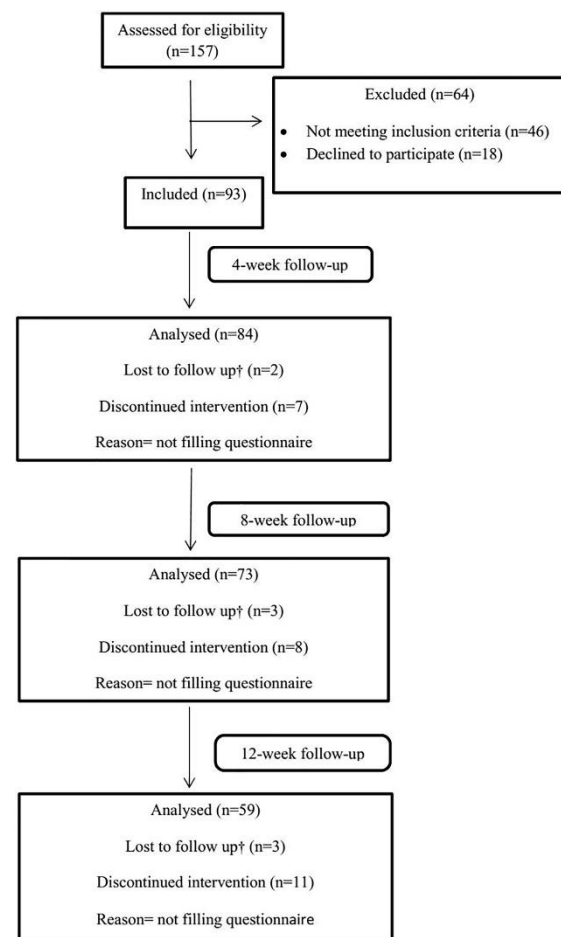 Assessed for eligibility
(n=157)
Excluded (n=64)
• Not meeting inclusion criteria (n=46)
• Declined to participate (n=18)
Included (n=93)
4-week follow-up
Analysed (n=84)
Lost to follow up† (n=2)
Discontinued intervention (n=7)
Reason= not filling questionnaire
8-week follow-up
Analysed (n=73)
Lost to follow up† (n=3)
Discontinued intervention (n=8)
Reason= not filling questionnaire
12-week follow-up
Analysed (n=59)
Lost to follow up† (n=3)
Discontinued intervention (n=11)
Reason= not filling questionnaire